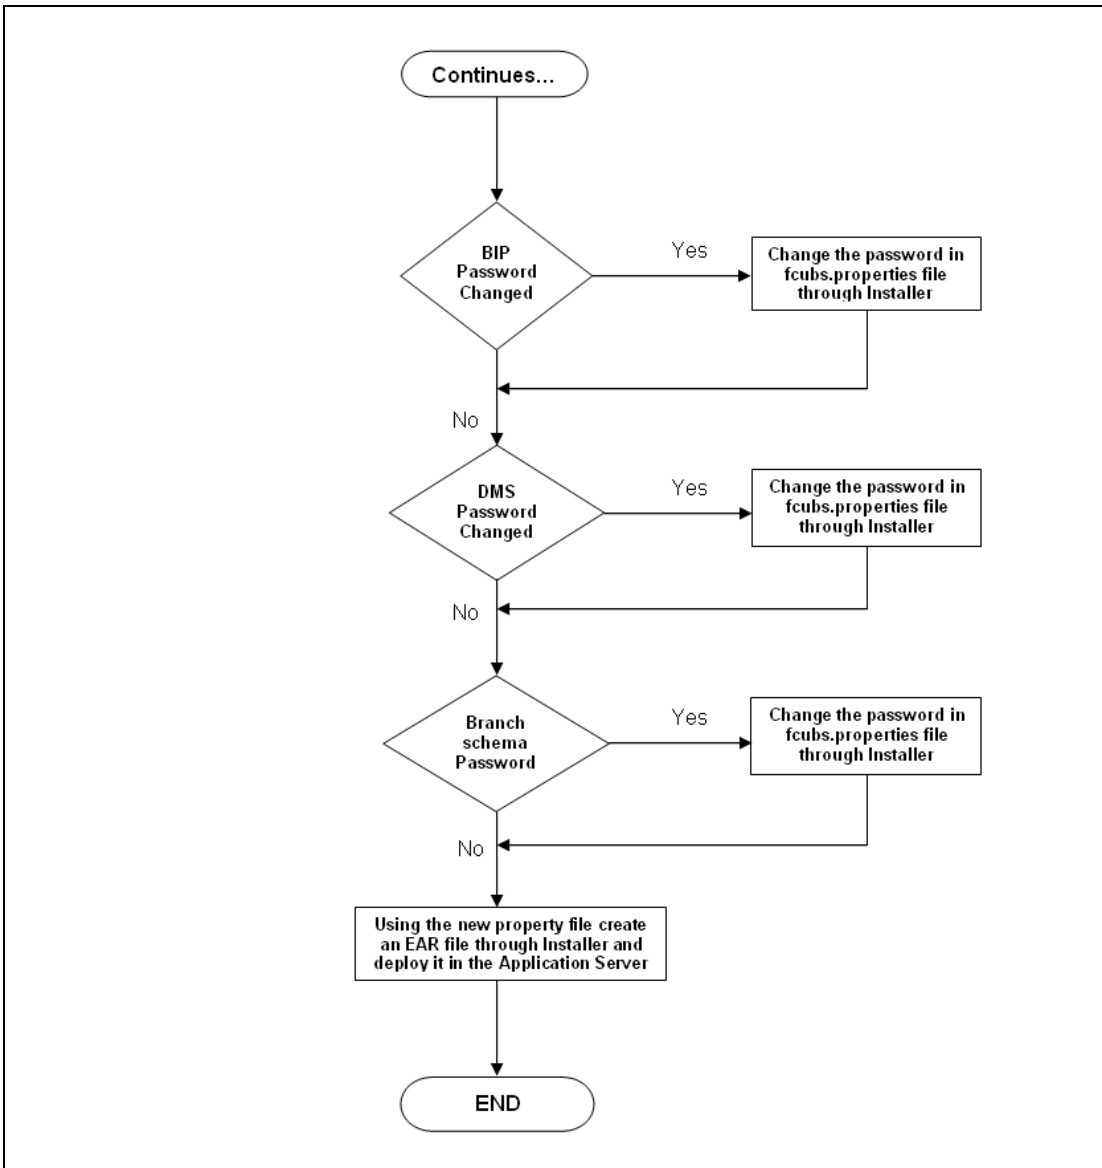 Continues...
BIP
Password
Changed
Yes
Change the password in
fcubs.properties file
through Installer
No
DMS
Password
Changed
Yes
Change the password in
fcubs.properties file
through Installer
No
Branch
schema
Password
Yes
Change the password in
fcubs.properties file
through Installer
No
Using the new property file create
an EAR file through Installer and
deploy it in the Application Server
END